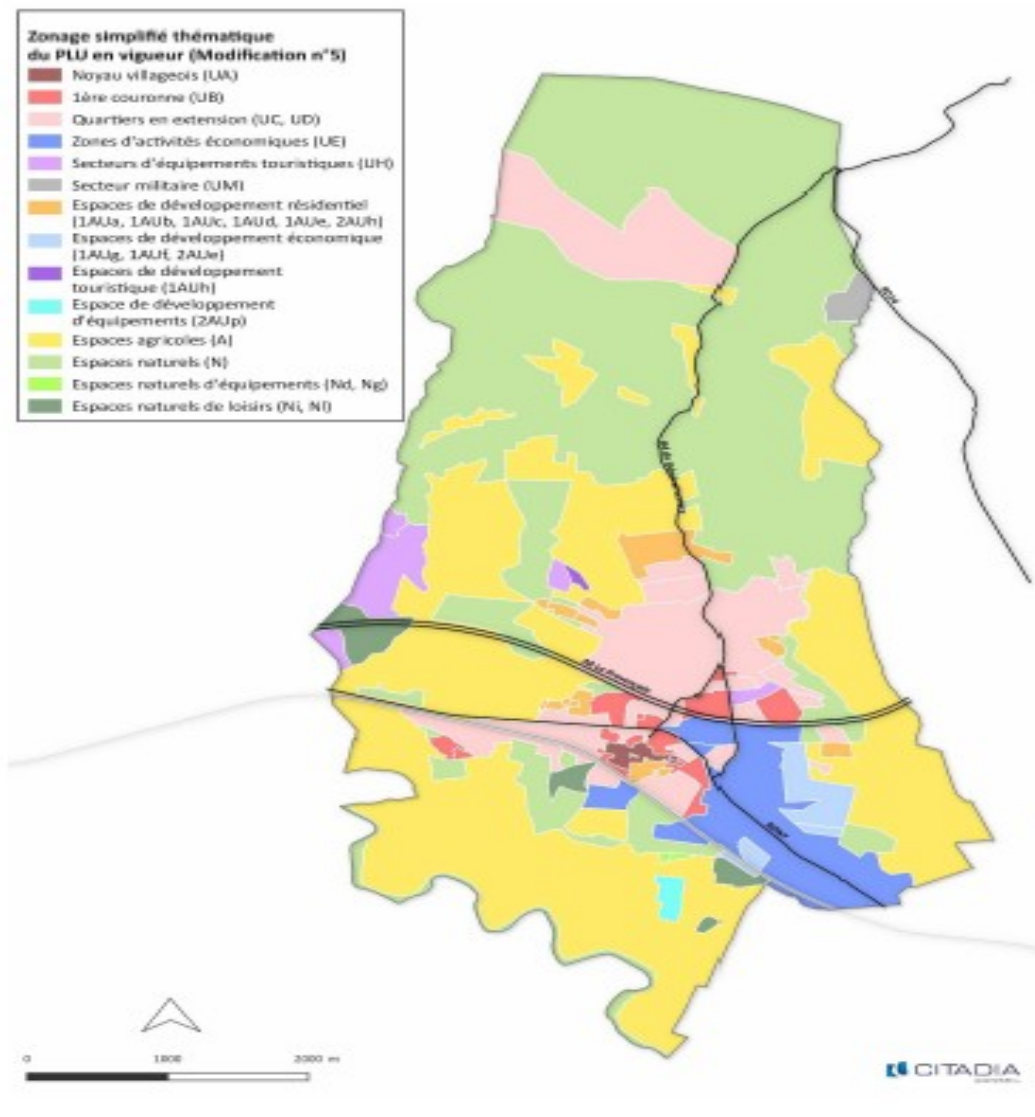 Zonage simplifié thématique
du PLU en vigueur (Modification n°5)
Noyau villageois (UA)
1ère couronne (UB)
Quartiers en extension (UC, UD)
Zones d'activités économiques (UE)
Secteurs d'équipements touristiques (UH)
Secteur militaire (UM)
Espaces de développement résidentiel
(1AUa, 1AUb, 1AUc, 1AUd, 1AUe, 2AUh)
Espaces de développement économique
(1AUg, 1AUf, 2AUe)
Espaces de développement
touristique (1AUh)
Espace de développement
d'équipements (2AUp)
Espaces agricoles (A)
Espaces naturels (N)
Espaces naturels d'équipements (Nd, Ng)
Espaces naturels de loisirs (Ni, Nl)
A8 La Provençale
0
1000
2000 m
CITADIA